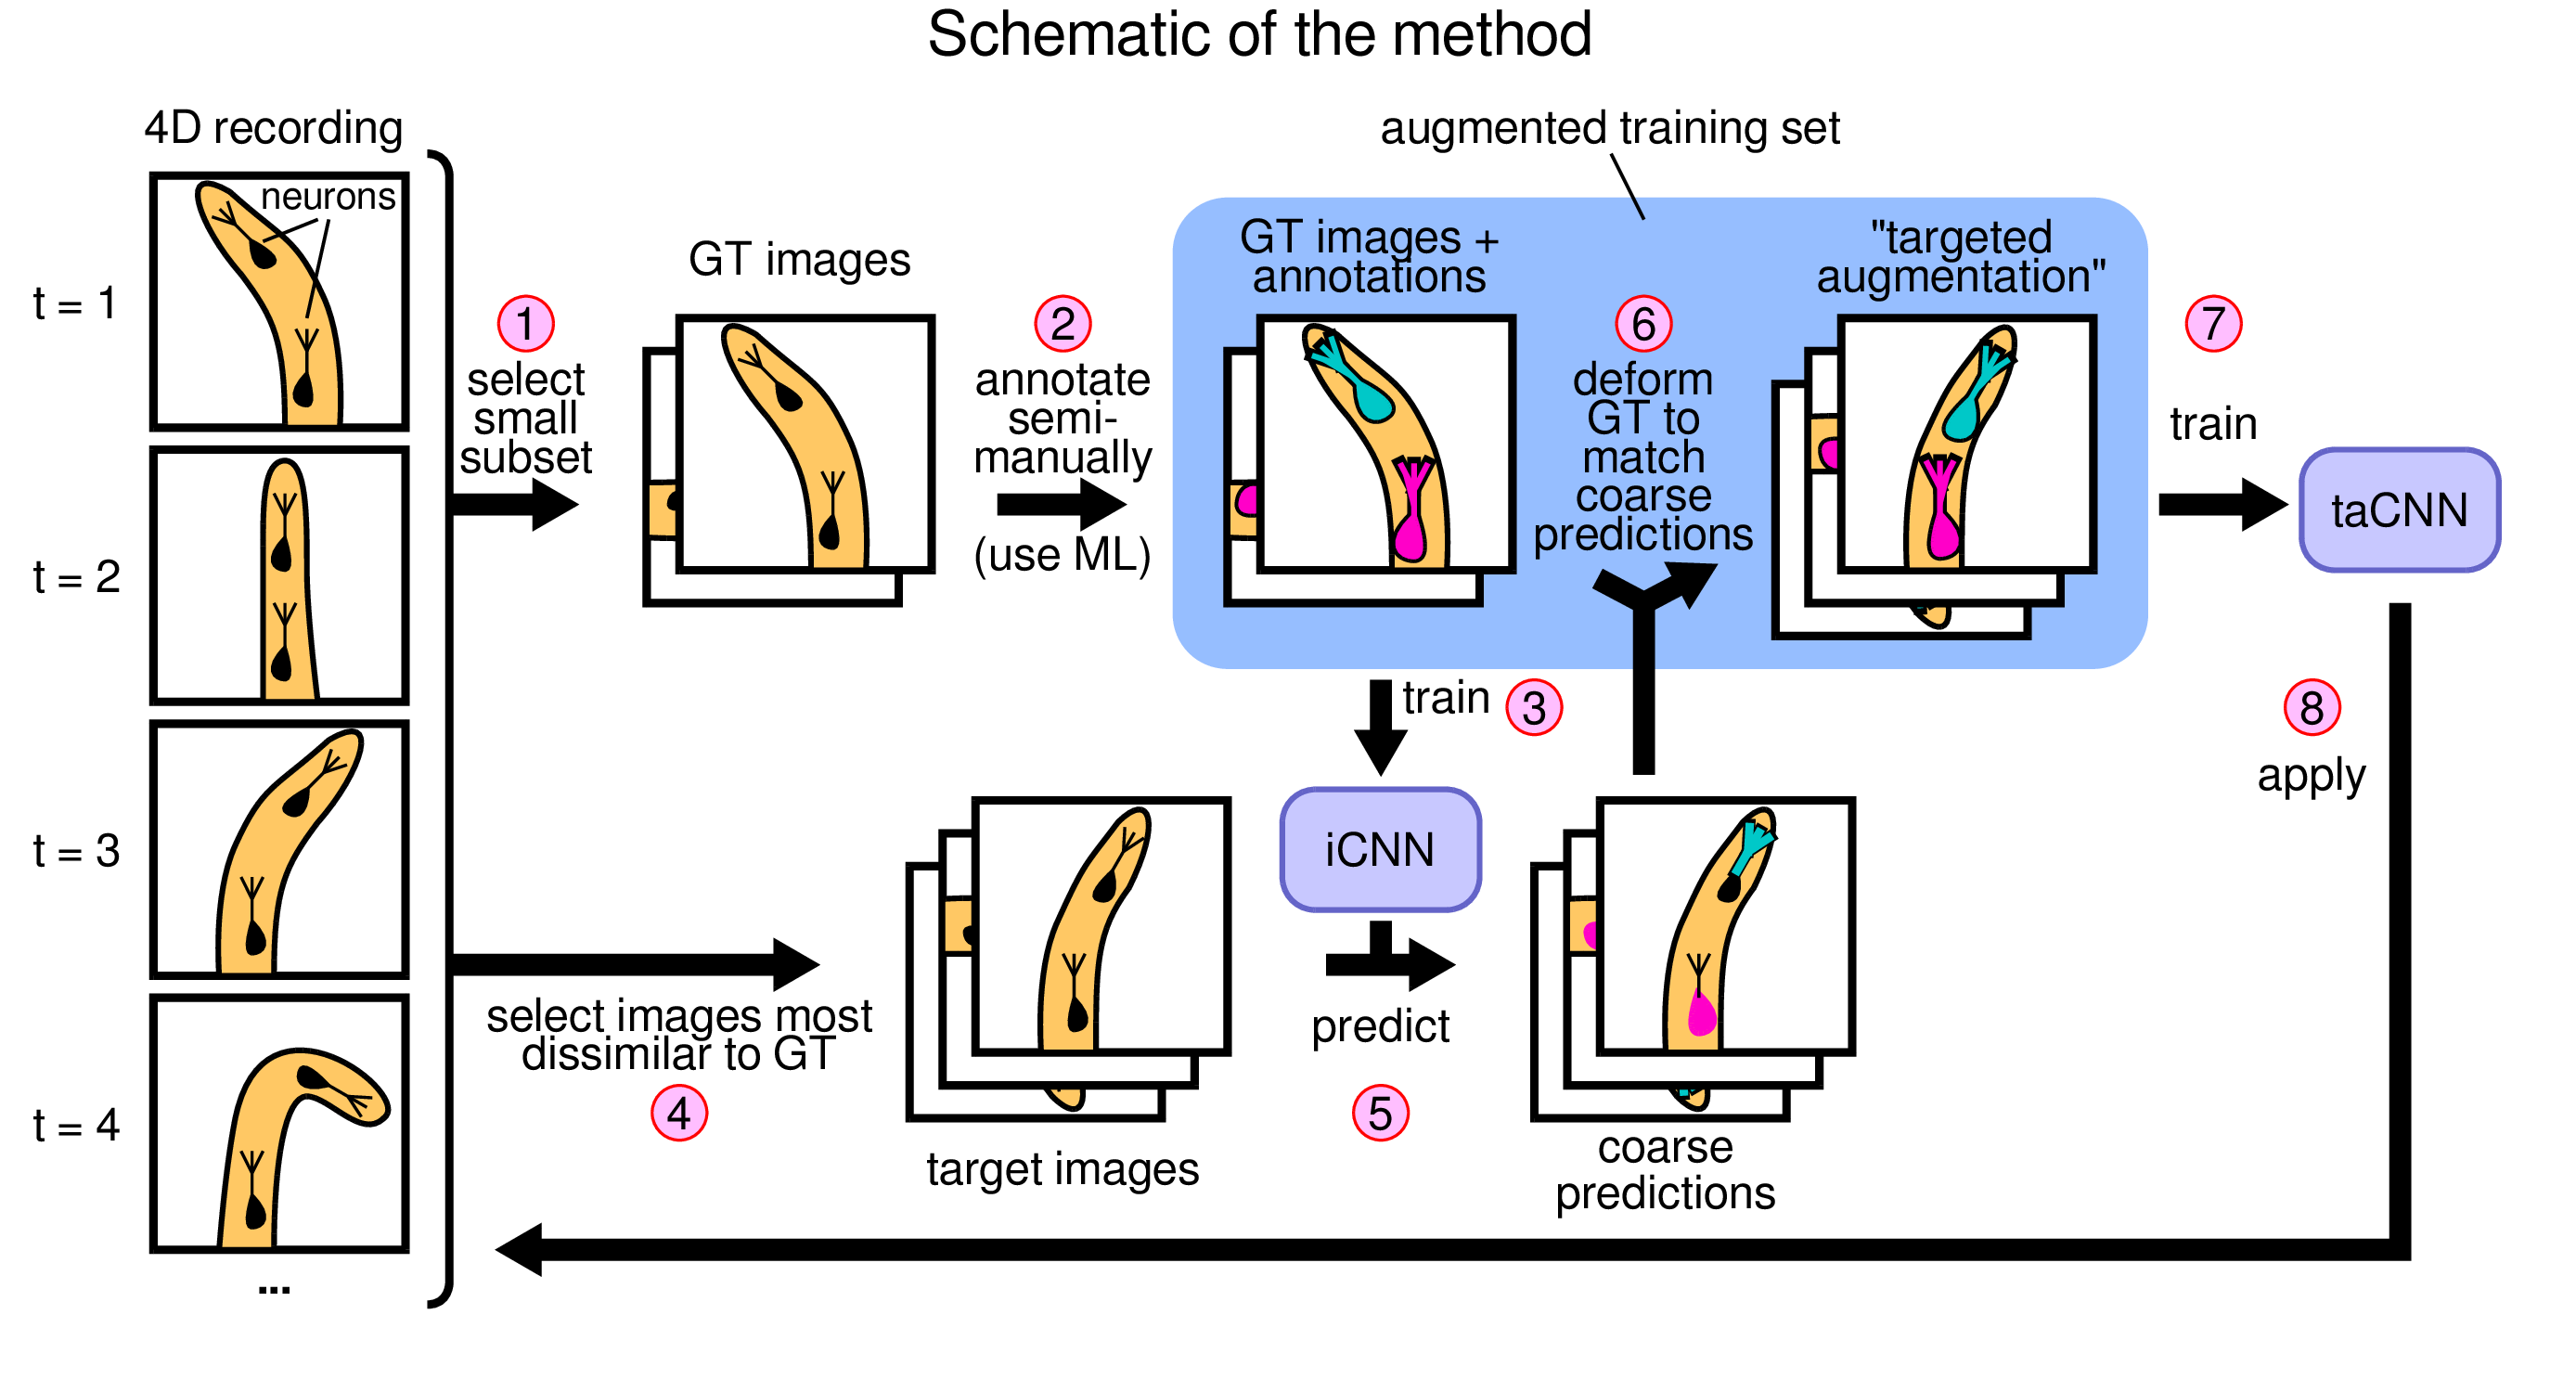 Schematic of the method
4D recording
neurons
t = 1
t = 2
t = 3
t = 4
...
1
select
small
subset
GT images
2
annotate
semi-
manually
(use ML)
augmented training set
GT images +
annotations
6
deform
GT to
match
coarse
predictions
"targeted
augmentation"
7
train
taCNN
train
3
8
apply
iCNN
select images most
dissimilar to GT
4
target images
predict
5
coarse
predictions